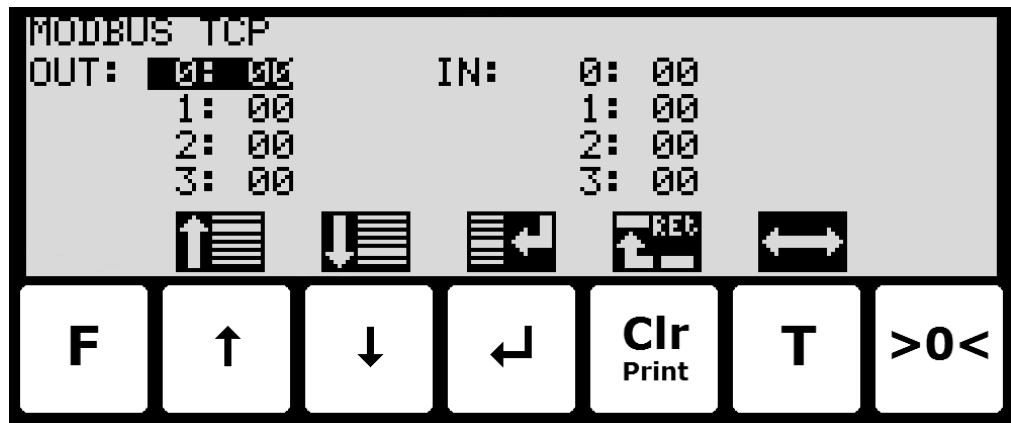 MODBUS TCP
OUT: 0: 00 IN: 0: 00
1: 00 1: 00
2: 00 2: 00
3: 00 3: 00
REt
F ↑ ↓ ↵ Clr T >0<
Print